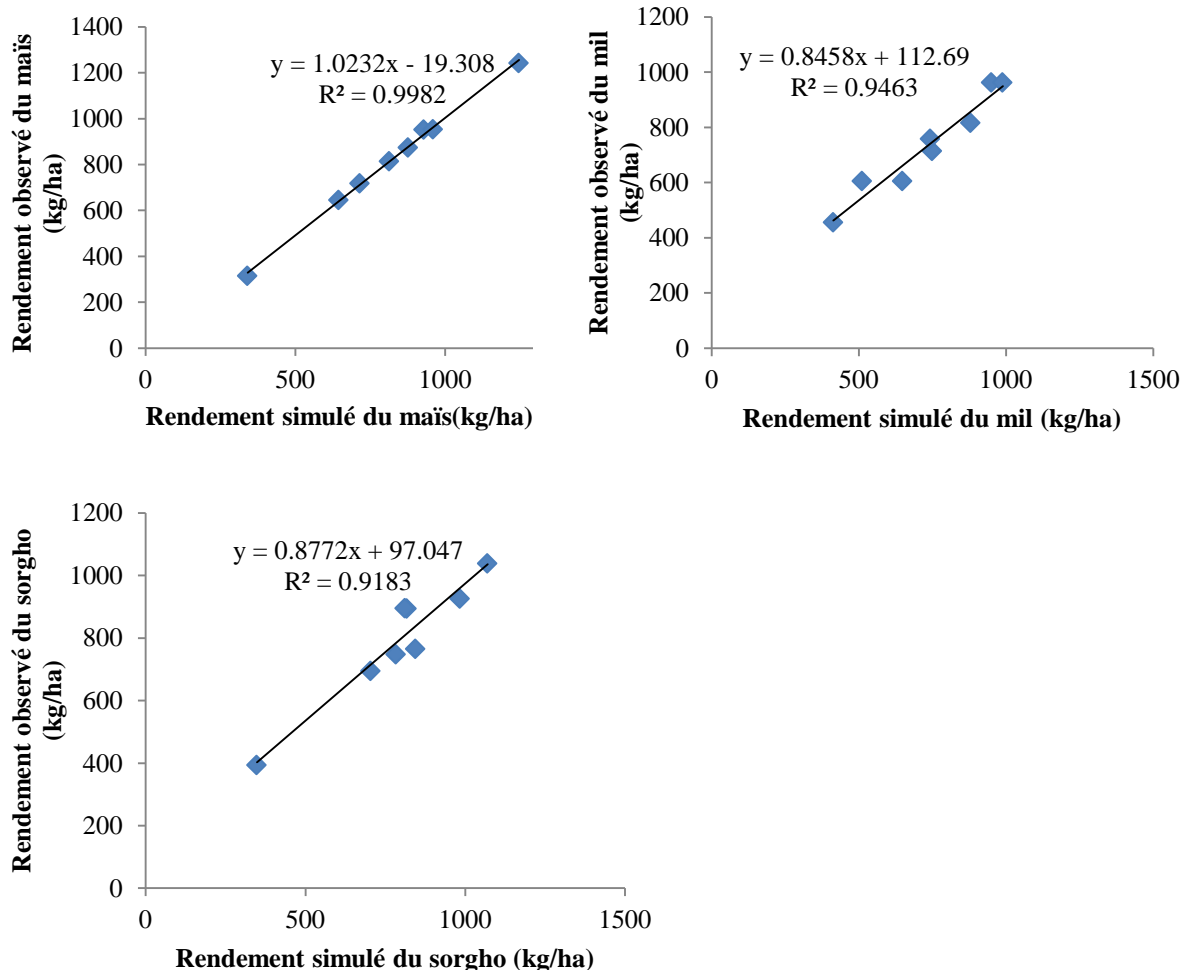 Rendement observé du maïs
(kg/ha)
1400
1200
1000
800
600
400
200
0
y = 1.0232x - 19.308
R² = 0.9982
0
500
1000
Rendement simulé du maïs(kg/ha)
Rendement observé du mil
(kg/ha)
1200
1000
800
600
400
200
0
y = 0.8458x + 112.69
R² = 0.9463
0
500
1000
1500
Rendement simulé du mil (kg/ha)
Rendement observé du sorgho
(kg/ha)
1200
1000
800
600
400
200
0
y = 0.8772x + 97.047
R² = 0.9183
0
500
1000
1500
Rendement simulé du sorgho (kg/ha)